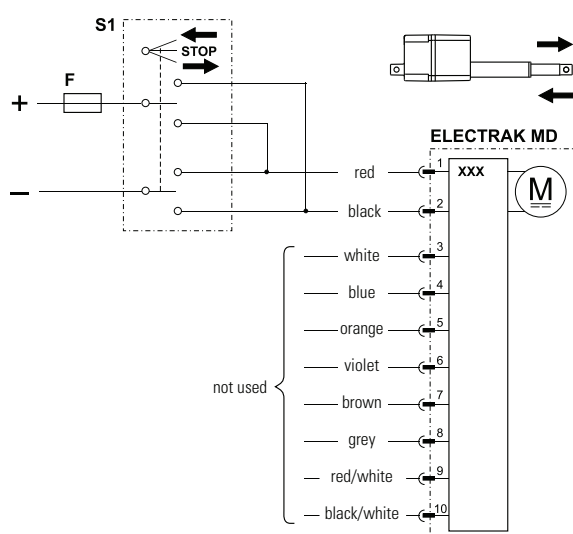 S1
STOP
F
+
−
ELECTRAK MD
red 1 XXX
M
black 2
white 3
blue 4
orange 5
violet 6
not used
brown 7
grey 8
red/white 9
black/white 10